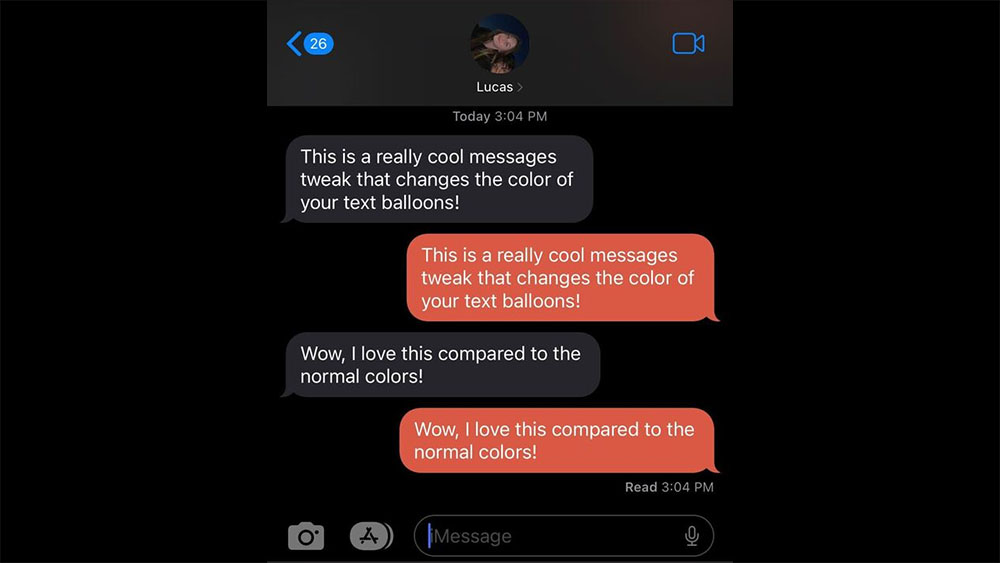 26
Lucas
Today 3:04 PM
This is a really cool messages
tweak that changes the color of
your text balloons!
This is a really cool messages
tweak that changes the color of
your text balloons!
Wow, I love this compared to the
normal colors!
Wow, I love this compared to the
normal colors!
Read 3:04 PM
iMessage